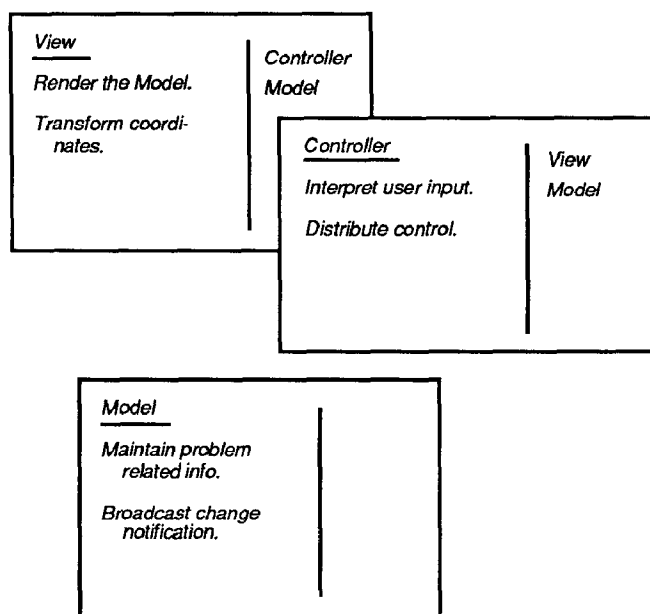 View
Render the Model.
Transform coordi-
nates.
Controller
Model
Controller
Interpret user input.
Distribute control.
View
Model
Model
Maintain problem
related info.
Broadcast change
notification.